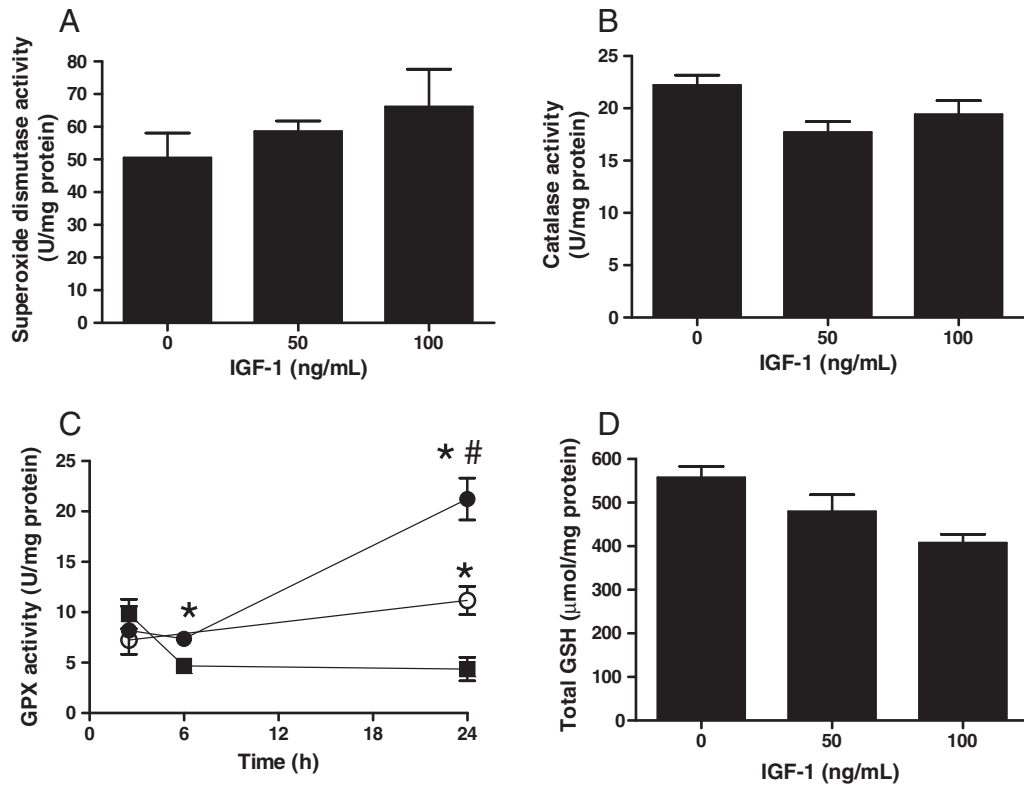 A
Superoxide dismutase activity
(U/mg protein)
80
70
60
50
40
30
20
10
0
0 50 100
IGF-1 (ng/mL)
B
Catalase activity
(U/mg protein)
25
20
15
10
5
0
0 50 100
IGF-1 (ng/mL)
C
GPX activity (U/mg protein)
25
20
15
10
5
0
* #
*
*
0 6 12 18 24
Time (h)
D
Total GSH (μmol/mg protein)
600
500
400
300
200
100
0
0 50 100
IGF-1 (ng/mL)